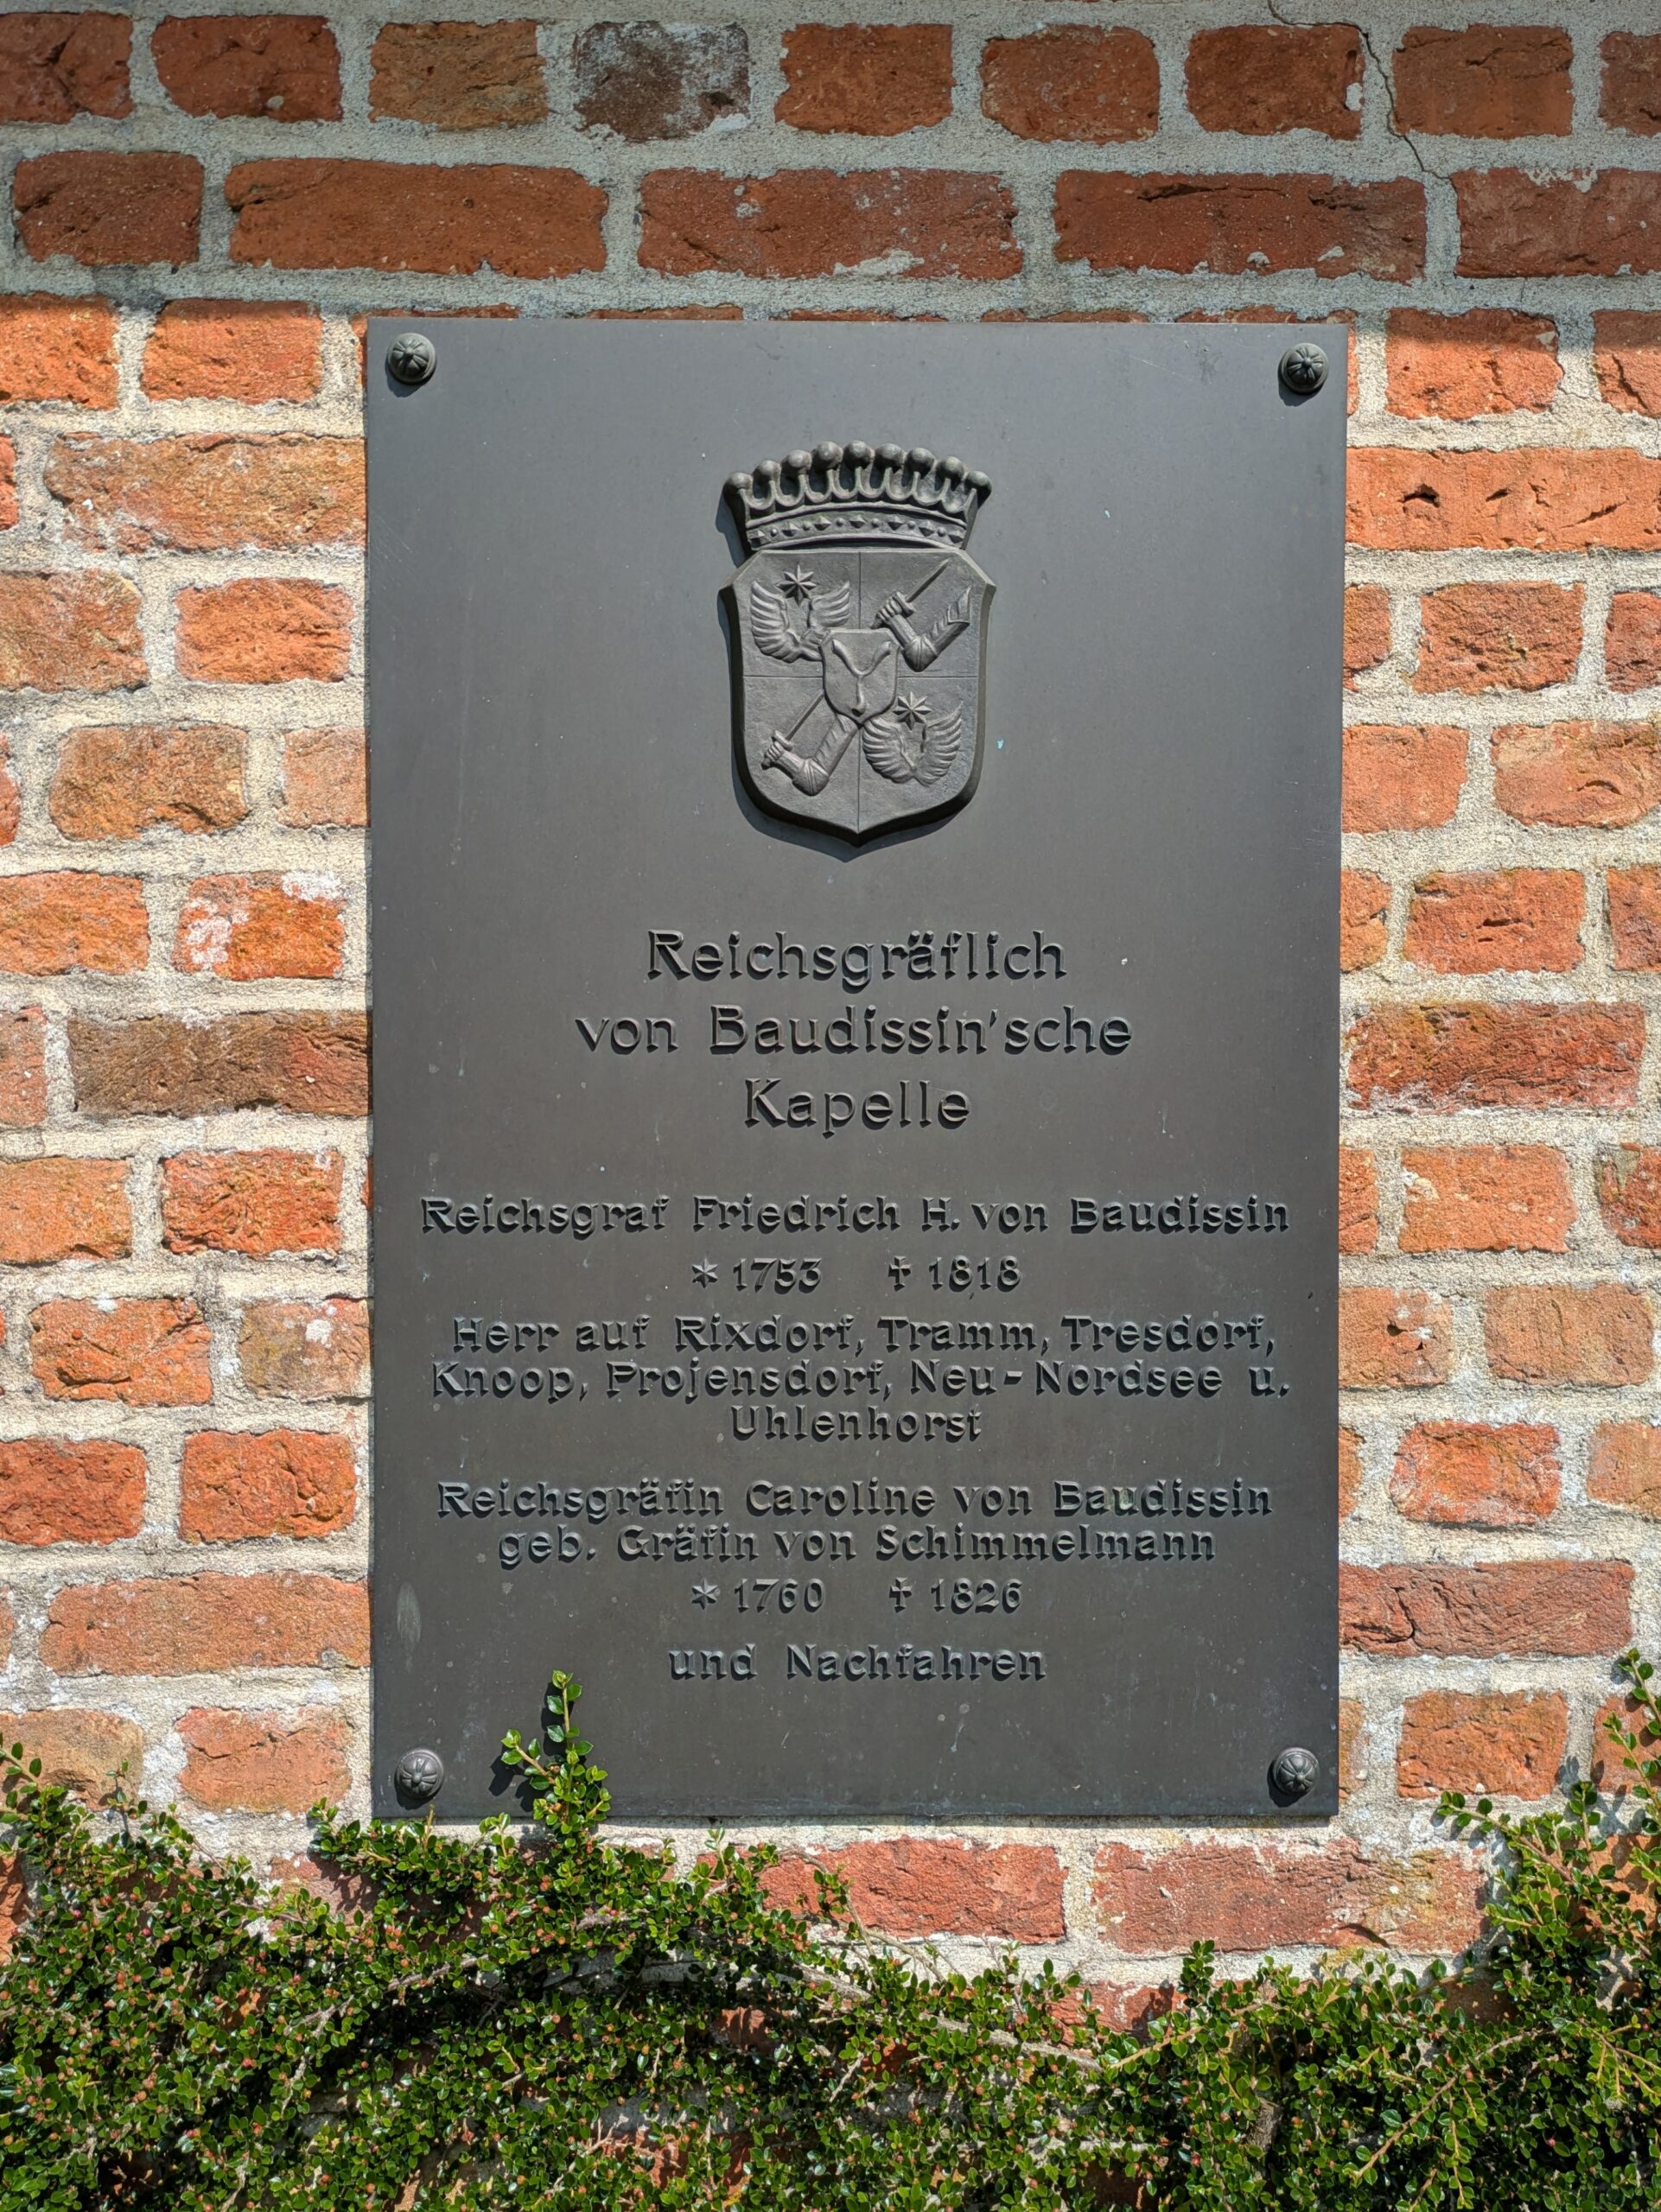 Reichsgräflich
von Baudissin'sche
Kapelle
Reichsgraf Friedrich H. von Baudissin
* 1753 ✝ 1818
Herr auf Rixdorf, Tramm, Tresdorf,
Knoop, Projensdorf, Neu-Nordsee u.
Uhlenhorst
Reichsgräfin Caroline von Baudissin
geb. Gräfin von Schimmelmann
* 1760 ✝ 1826
und Nachfahren